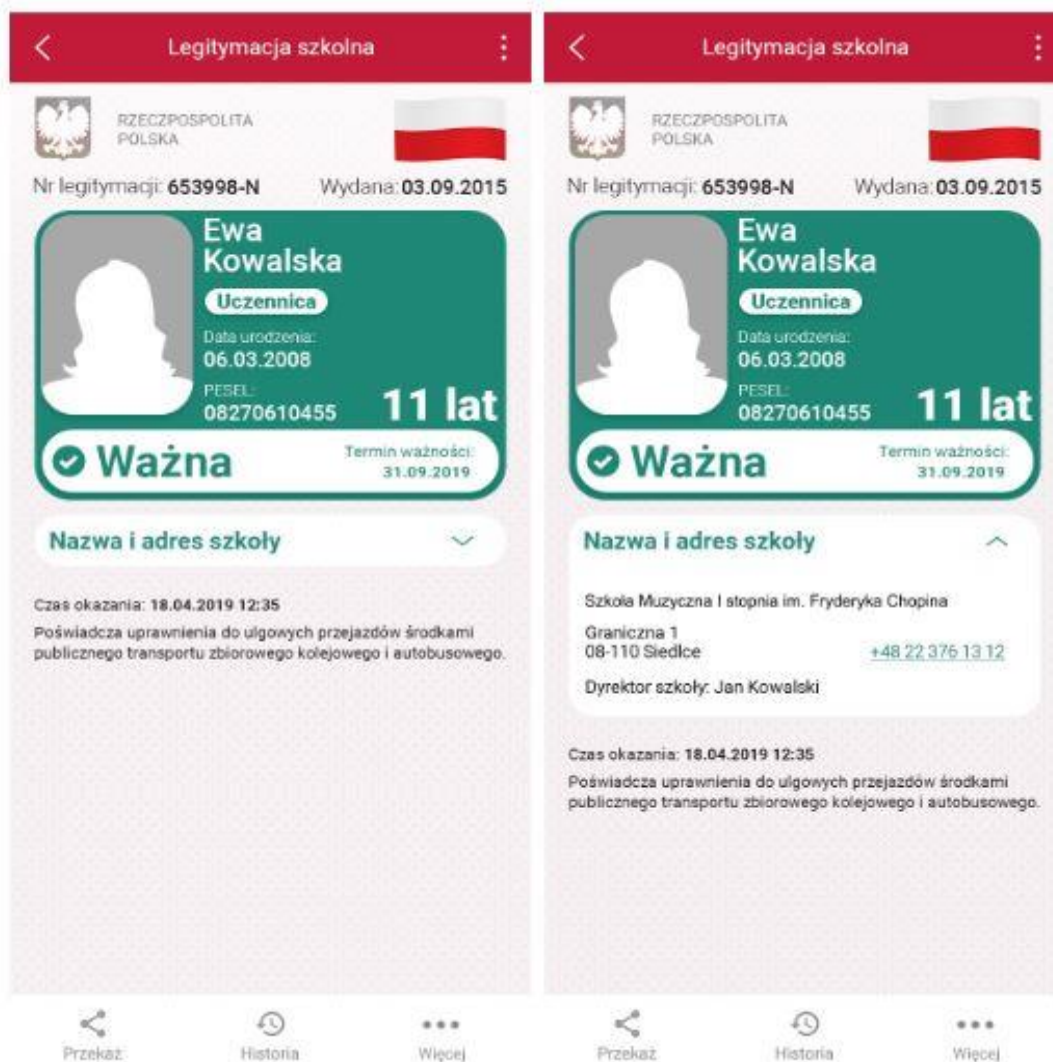 Legitymacja szkolna
RZECZPOSPOLITA
POLSKA
Nr legitymacji: 653998-N Wydana: 03.09.2015
Ewa
Kowalska
Uczennica
Data urodzenia:
06.03.2008
PESEL:
08270610455
11 lat
Ważna
Termin ważności:
31.09.2019
Nazwa i adres szkoły
Czas okazania: 18.04.2019 12:35
Poświadcza uprawnienia do ulgowych przejazdów środkami
publicznego transportu zbiorowego kolejowego i autobusowego.
Przekaż Historia Więcej
Legitymacja szkolna
RZECZPOSPOLITA
POLSKA
Nr legitymacji: 653998-N Wydana: 03.09.2015
Ewa
Kowalska
Uczennica
Data urodzenia:
06.03.2008
PESEL:
08270610455
11 lat
Ważna
Termin ważności:
31.09.2019
Nazwa i adres szkoły
Szkoła Muzyczna I stopnia im. Fryderyka Chopina
Graniczna 1
08-110 Siedlce +48 22 376 13 12
Dyrektor szkoły: Jan Kowalski
Czas okazania: 18.04.2019 12:35
Poświadcza uprawnienia do ulgowych przejazdów środkami
publicznego transportu zbiorowego kolejowego i autobusowego.
Przekaż Historia Więcej